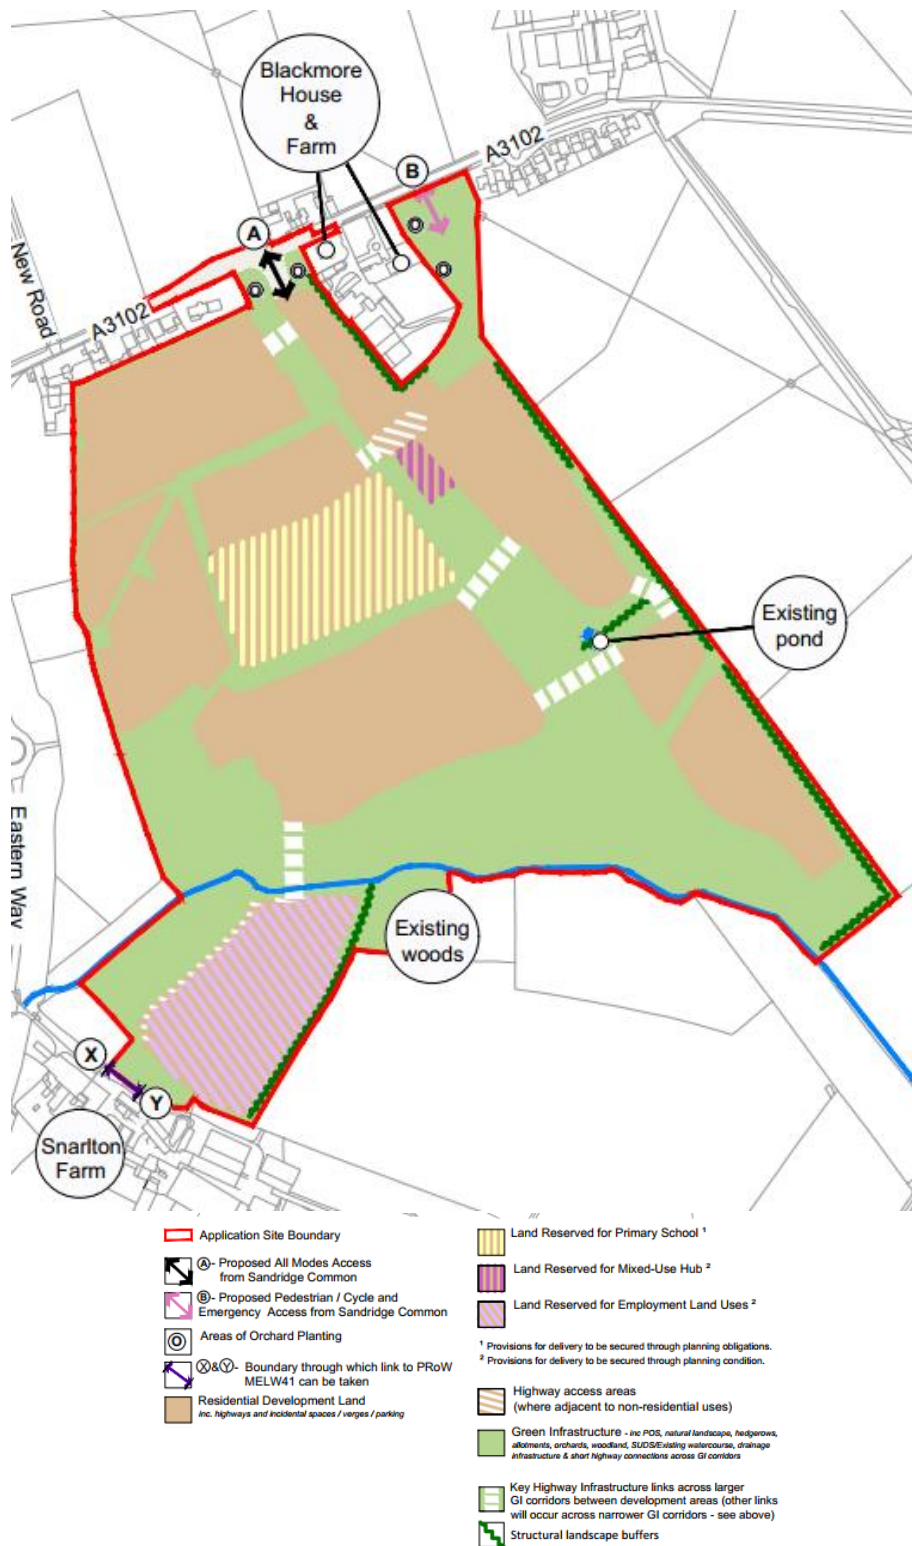 Blackmore
House
&
Farm
A3102
B
A
New Road
A3102
Existing
pond
Eastern Way
Existing
woods
X
Y
Snarlton
Farm
Application Site Boundary
Ⓐ- Proposed All Modes Access
from Sandridge Common
Ⓑ- Proposed Pedestrian / Cycle and
Emergency Access from Sandridge Common
Areas of Orchard Planting
Ⓧ&Ⓨ- Boundary through which link to PRoW
MELW41 can be taken
Residential Development Land
inc. highways and incidental spaces / verges / parking
Land Reserved for Primary School ¹
Land Reserved for Mixed-Use Hub ²
Land Reserved for Employment Land Uses ²
¹ Provisions for delivery to be secured through planning obligations.
² Provisions for delivery to be secured through planning condition.
Highway access areas
(where adjacent to non-residential uses)
Green Infrastructure - inc POS, natural landscape, hedgerows,
allotments, orchards, woodland, SUDS/Existing watercourse, drainage
infrastructure & short highway connections across GI corridors
Key Highway Infrastructure links across larger
GI corridors between development areas (other links
will occur across narrower GI corridors - see above)
Structural landscape buffers